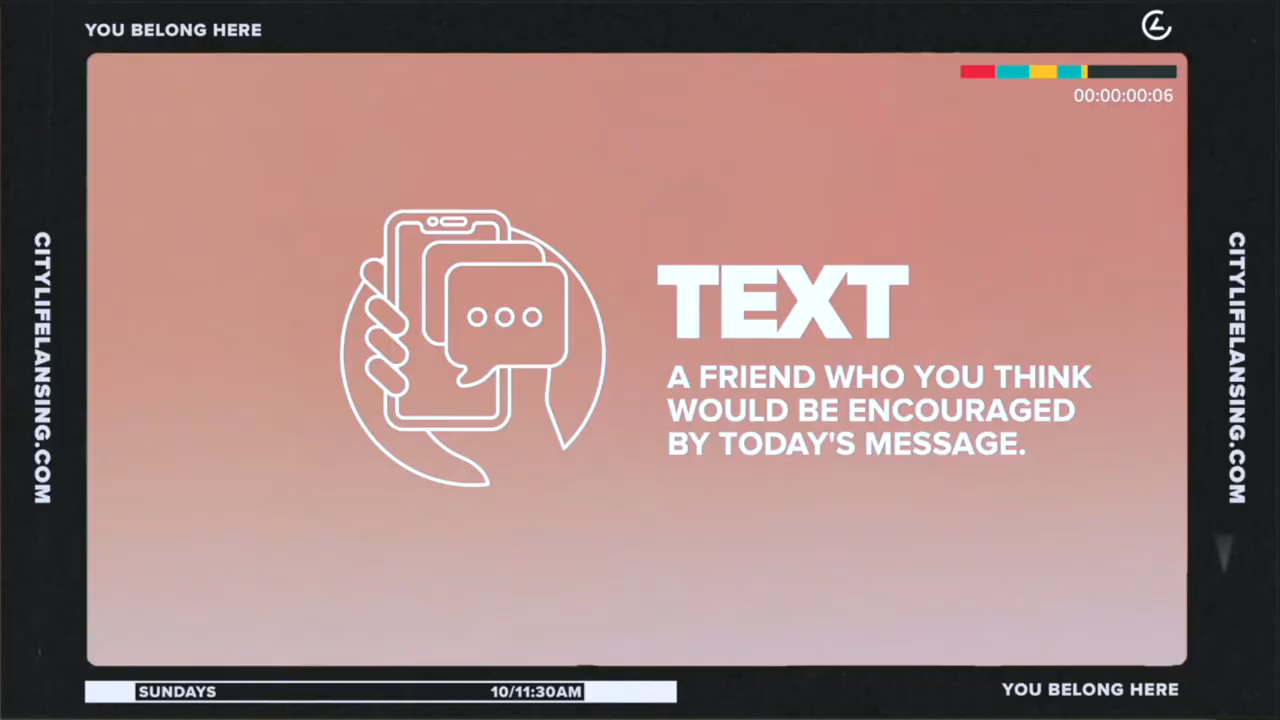 YOU BELONG HERE
00:00:00:06
CITYLIFELANSING.COM
TEXT
A FRIEND WHO YOU THINK
WOULD BE ENCOURAGED
BY TODAY'S MESSAGE.
CITYLIFELANSING.COM
SUNDAYS 10/11:30AM
YOU BELONG HERE